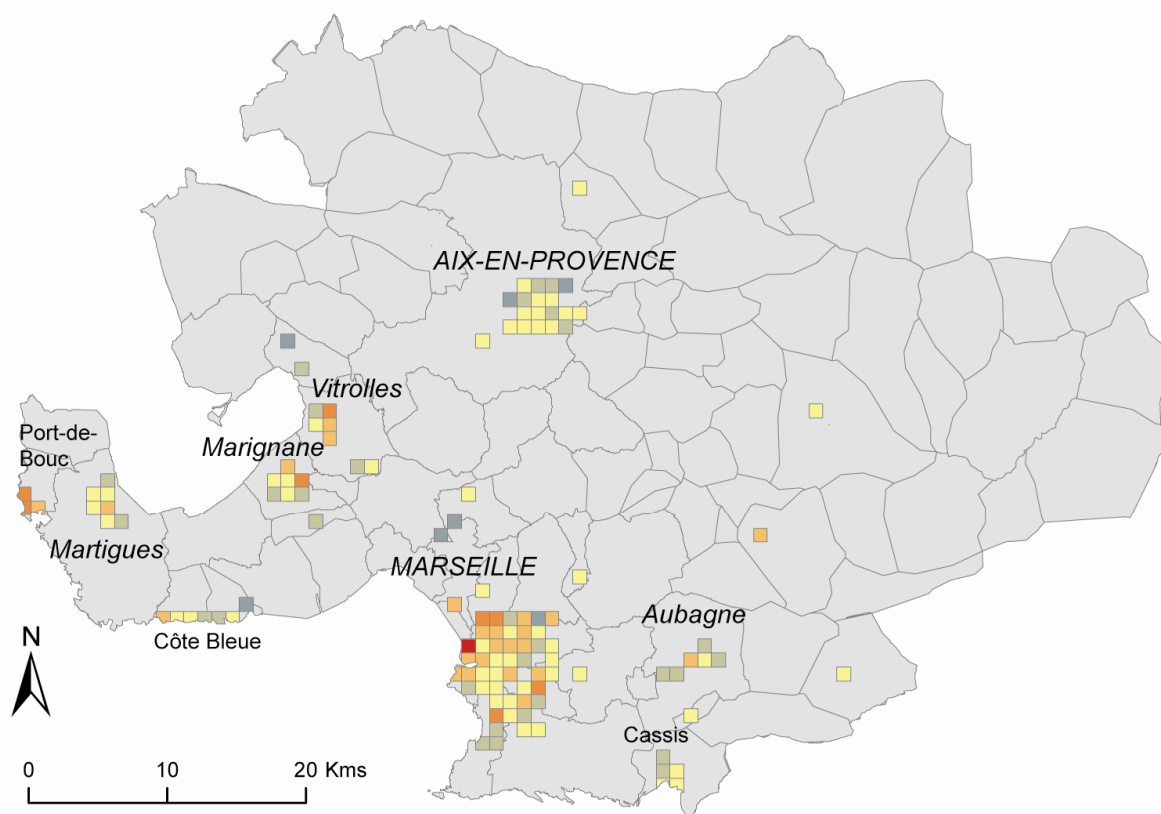 AIX-EN-PROVENCE
Vitrolles
Port-de-
Bouc
Marignane
Martigues
MARSEILLE
Aubagne
Côte Bleue
N
Cassis
0 10 20 Kms